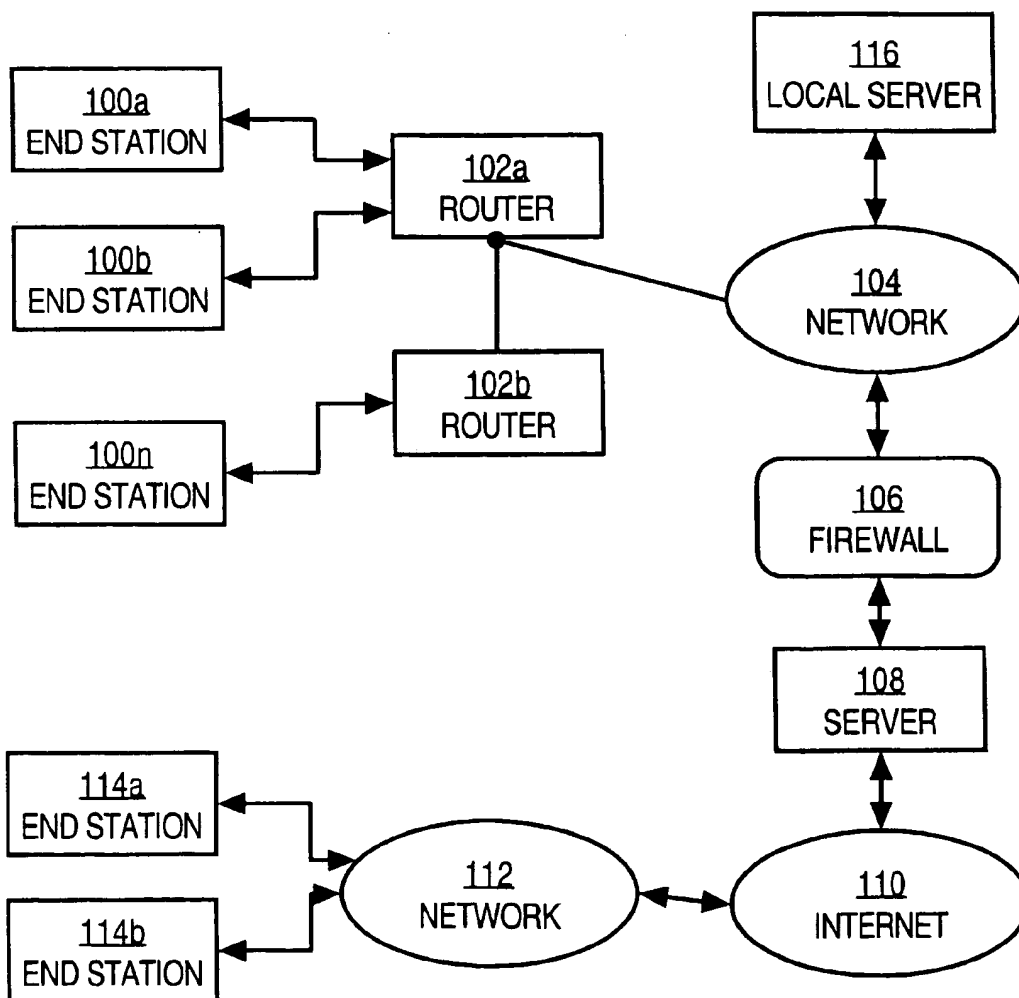 116
LOCAL SERVER
100a
END STATION
102a
ROUTER
100b
END STATION
104
NETWORK
102b
ROUTER
100n
END STATION
106
FIREWALL
108
SERVER
114a
END STATION
112
NETWORK
110
INTERNET
114b
END STATION